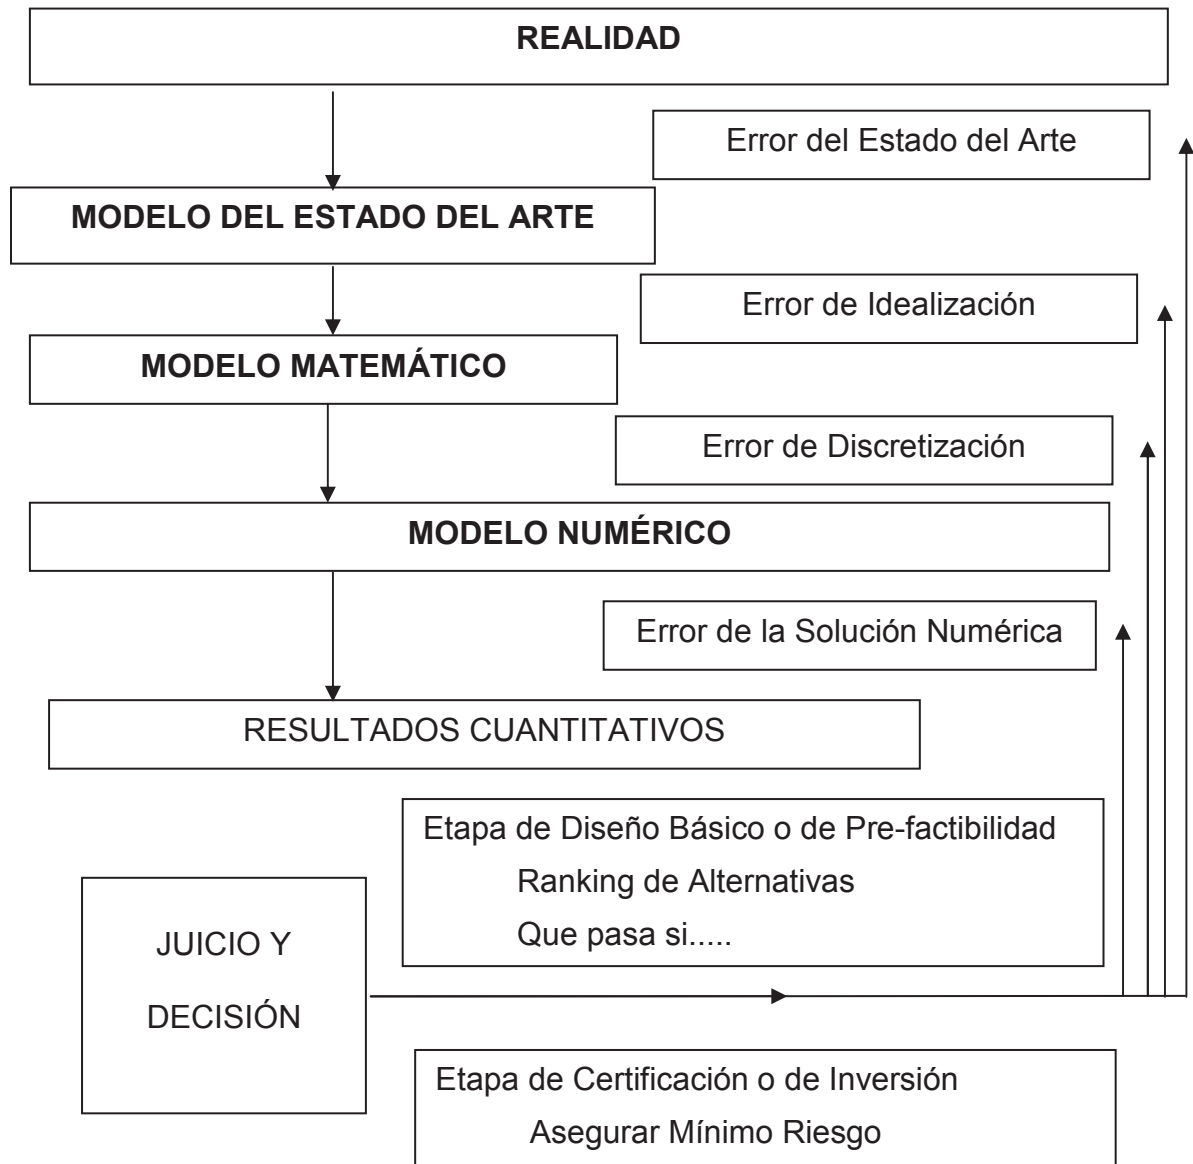 REALIDAD
Error del Estado del Arte
MODELO DEL ESTADO DEL ARTE
Error de Idealización
MODELO MATEMÁTICO
Error de Discretización
MODELO NUMÉRICO
Error de la Solución Numérica
RESULTADOS CUANTITATIVOS
Etapa de Diseño Básico o de Pre-factibilidad
Ranking de Alternativas
Que pasa si.....
JUICIO Y
DECISIÓN
Etapa de Certificación o de Inversión
Asegurar Mínimo Riesgo